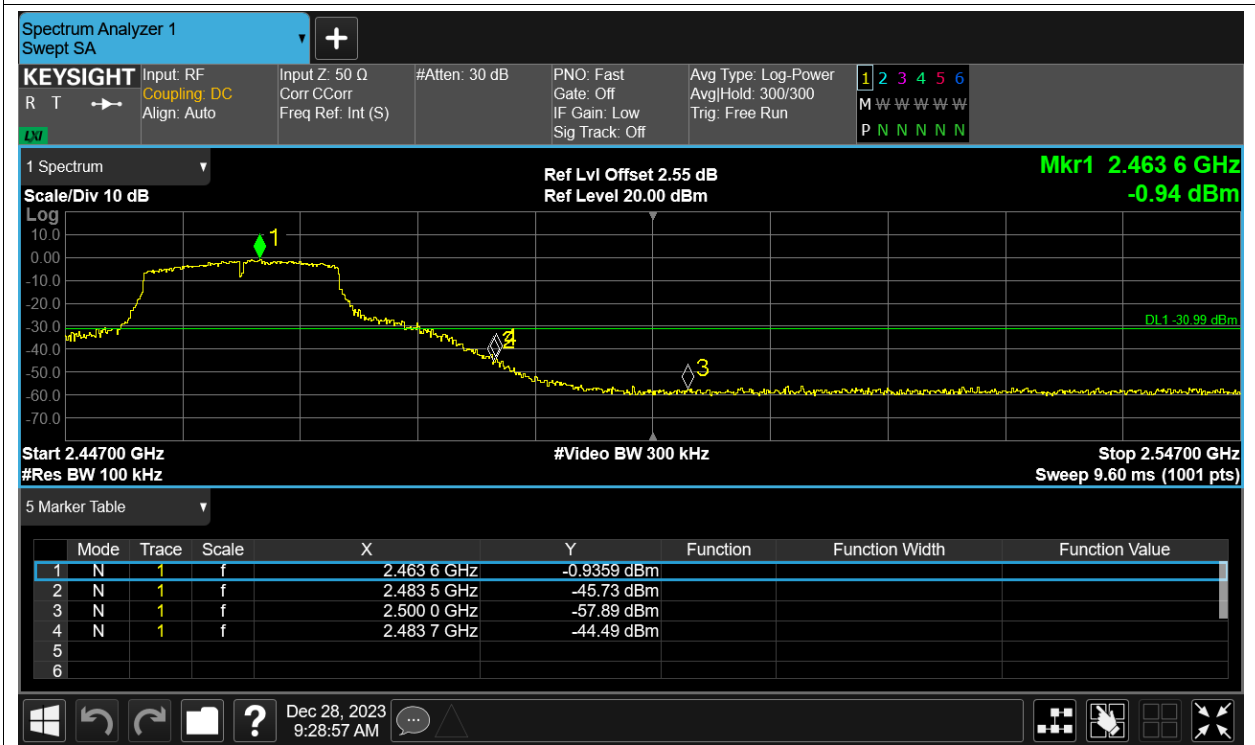 Spectrum Analyzer 1
Swept SA
KEYSIGHT Input: RF Input Z: 50 Ω #Atten: 30 dB PNO: Fast Avg Type: Log-Power 1 2 3 4 5 6
R T Coupling: DC Corr CCorr Gate: Off Avg|Hold: 300/300 M W W W W W W
Align: Auto Freq Ref: Int (S) IF Gain: Low Trig: Free Run
LXI Sig Track: Off P N N N N N N
1 Spectrum Ref Lvl Offset 2.55 dB Mkr1 2.463 6 GHz
Scale/Div 10 dB Ref Level 20.00 dBm -0.94 dBm
Log
10.0
1
0.00
-10.0
-20.0
-30.0 DL1 -30.99 dBm
-40.0
-50.0 3
-60.0
-70.0
Start 2.44700 GHz #Video BW 300 kHz Stop 2.54700 GHz
#Res BW 100 kHz Sweep 9.60 ms (1001 pts)
5 Marker Table
Mode Trace Scale X Y Function Function Width Function Value
1 N 1 f 2.463 6 GHz -0.9359 dBm
2 N 1 f 2.483 5 GHz -45.73 dBm
3 N 1 f 2.500 0 GHz -57.89 dBm
4 N 1 f 2.483 7 GHz -44.49 dBm
5
6
? Dec 28, 2023
9:28:57 AM